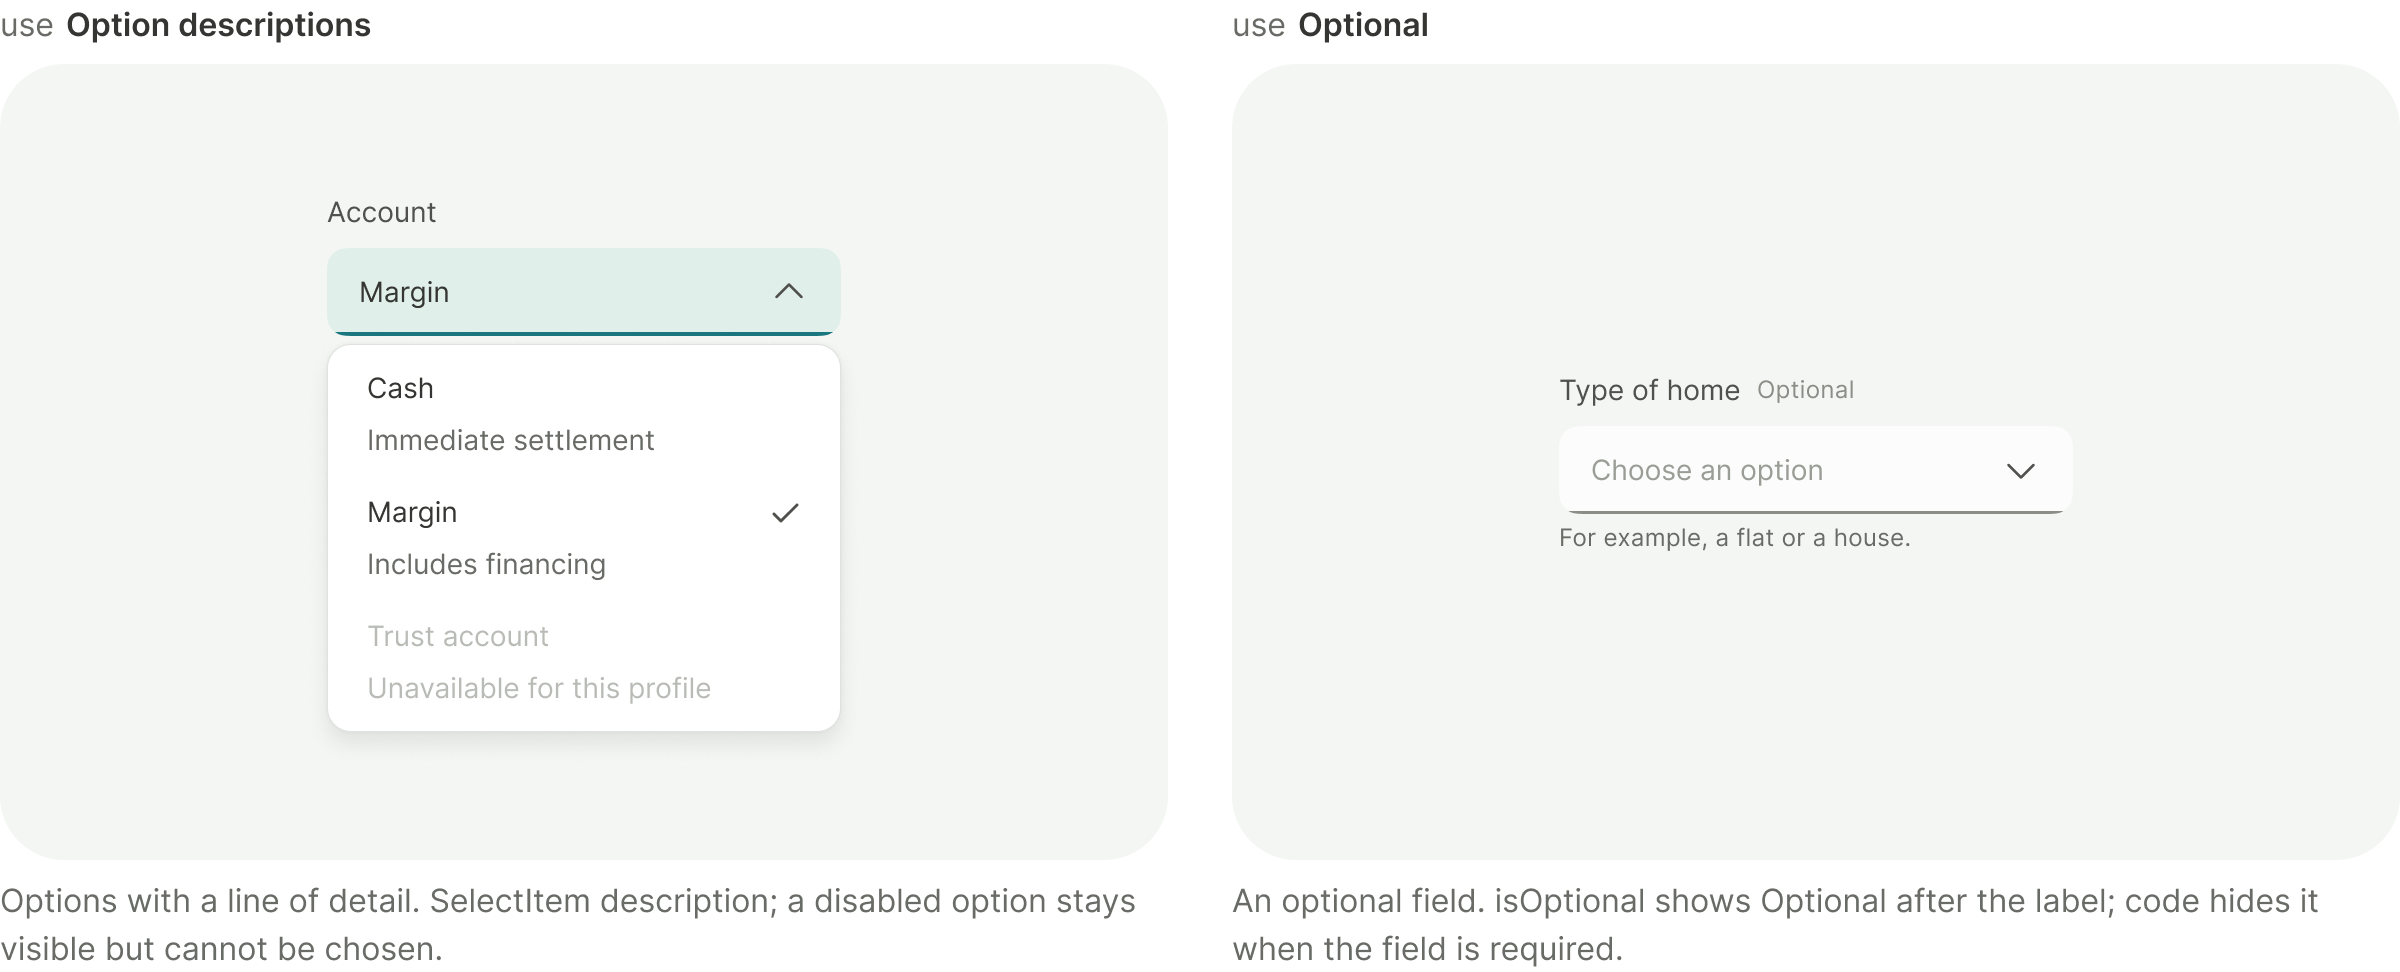 use Option descriptions
Account
Margin
Cash
Immediate settlement
Margin
Includes financing
Trust account
Unavailable for this profile
Options with a line of detail. SelectItem description; a disabled option stays
visible but cannot be chosen.
use Optional
Type of home Optional
Choose an option
For example, a flat or a house.
An optional field. isOptional shows Optional after the label; code hides it
when the field is required.